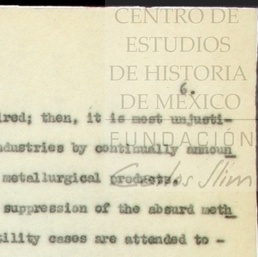 CENTRO DE
ESTUDIOS
DE HISTORIA
DE MÉXICO
6.
FUNDACIÓN
Carlos Slim
ired; then, it is most unjusti-
ndustries by continually announ
metallurgical products.
suppression of the absurd meth
tility cases are attended to -